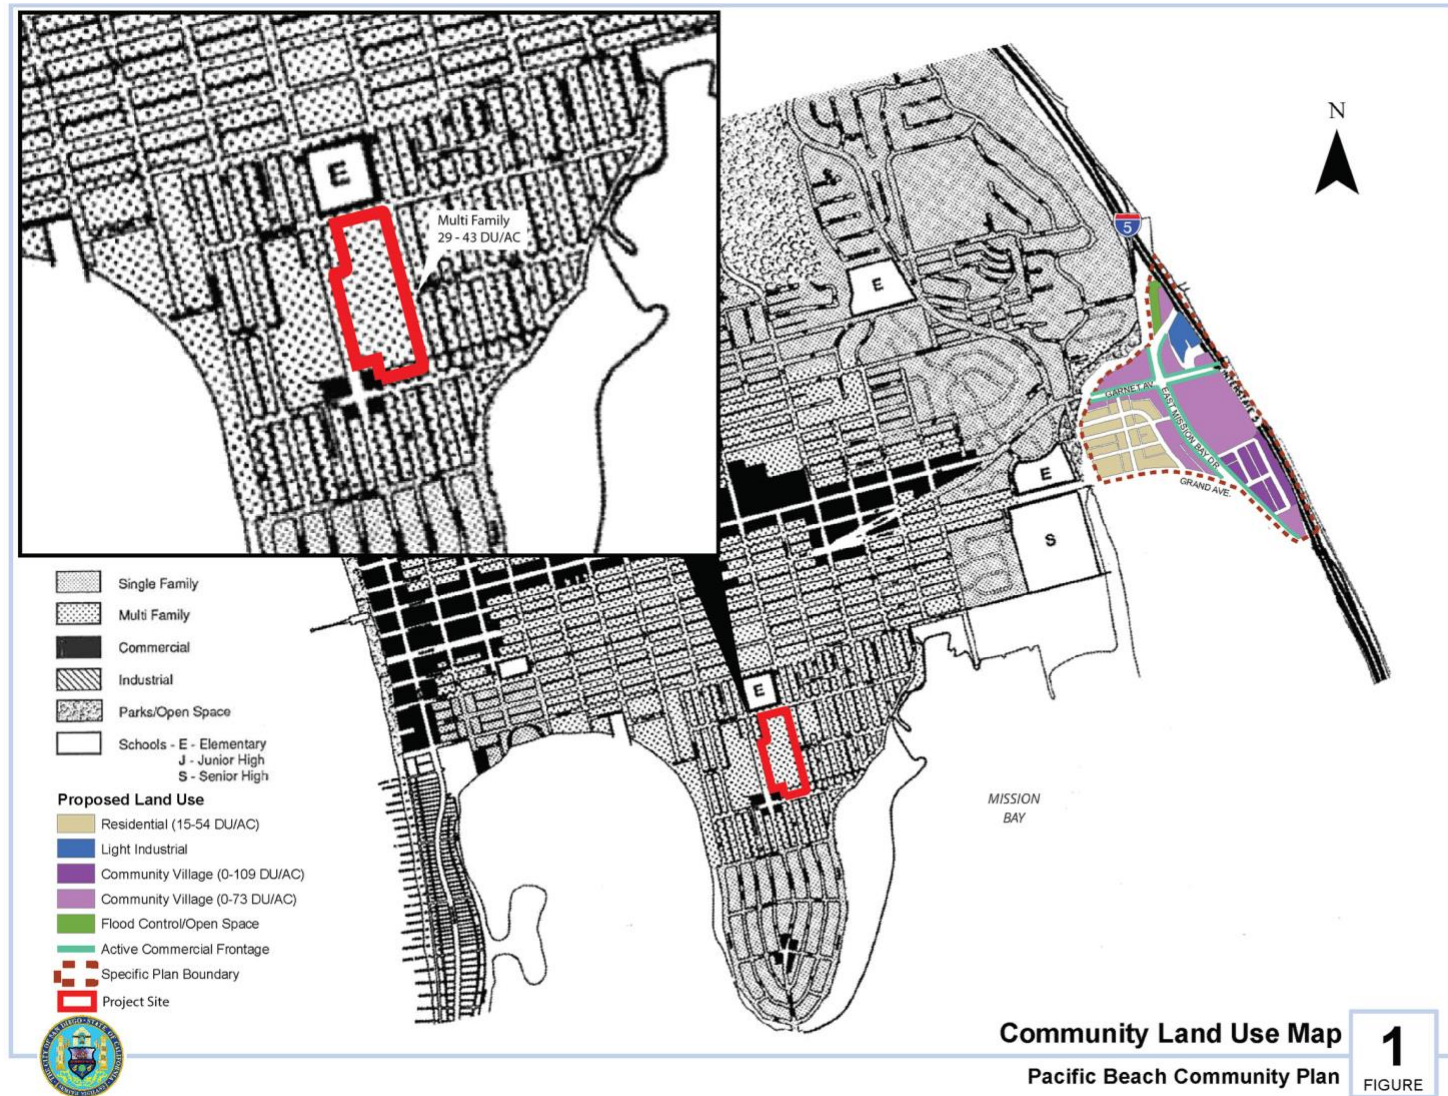 E
Multi Family
29 - 43 DU/AC
N
5
E
GARNET AV.
EAST MISSION BAY DR
GRAND AVE.
E
S
E
MISSION
BAY
Single Family
Multi Family
Commercial
Industrial
Parks/Open Space
Schools - E - Elementary
J - Junior High
S - Senior High
Proposed Land Use
Residential (15-54 DU/AC)
Light Industrial
Community Village (0-109 DU/AC)
Community Village (0-73 DU/AC)
Flood Control/Open Space
Active Commercial Frontage
Specific Plan Boundary
Project Site
Community Land Use Map
Pacific Beach Community Plan
1
FIGURE